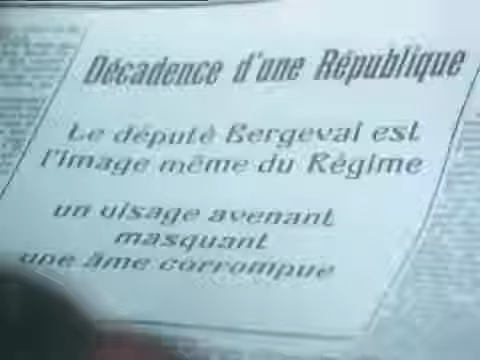 Décadence d'une République
Le député Bergeval est
l'image même du Régime
un visage avenant
masquant
une âme corrompue